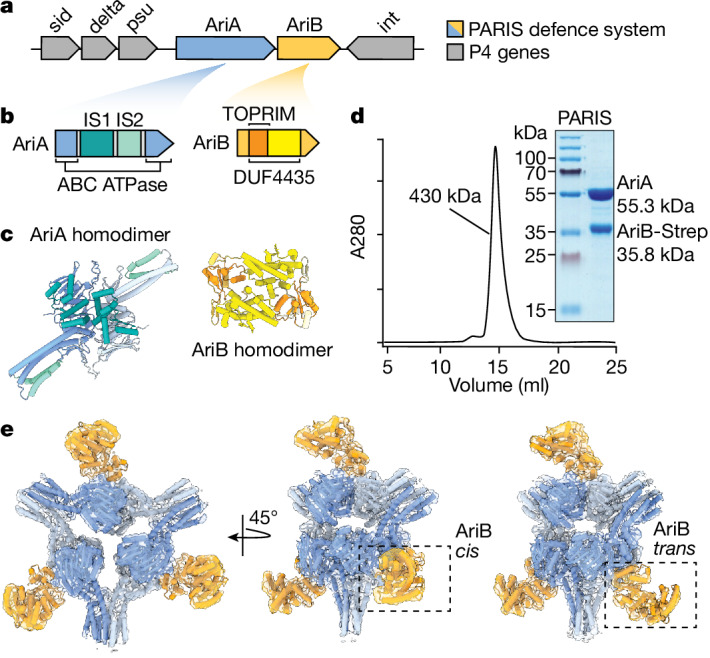 a
sid
delta
psu
AriA
AriB
int
PARIS defence system
P4 genes
b
IS1 IS2
AriA
ABC ATPase
TOPRIM
AriB
DUF4435
c
AriA homodimer
AriB homodimer
d
PARIS
kDa
100
70
55
35
25
15
AriA
55.3 kDa
AriB-Strep
35.8 kDa
430 kDa
A280
5 10 15 20 25
Volume (ml)
e
45°
AriB
cis
AriB
trans